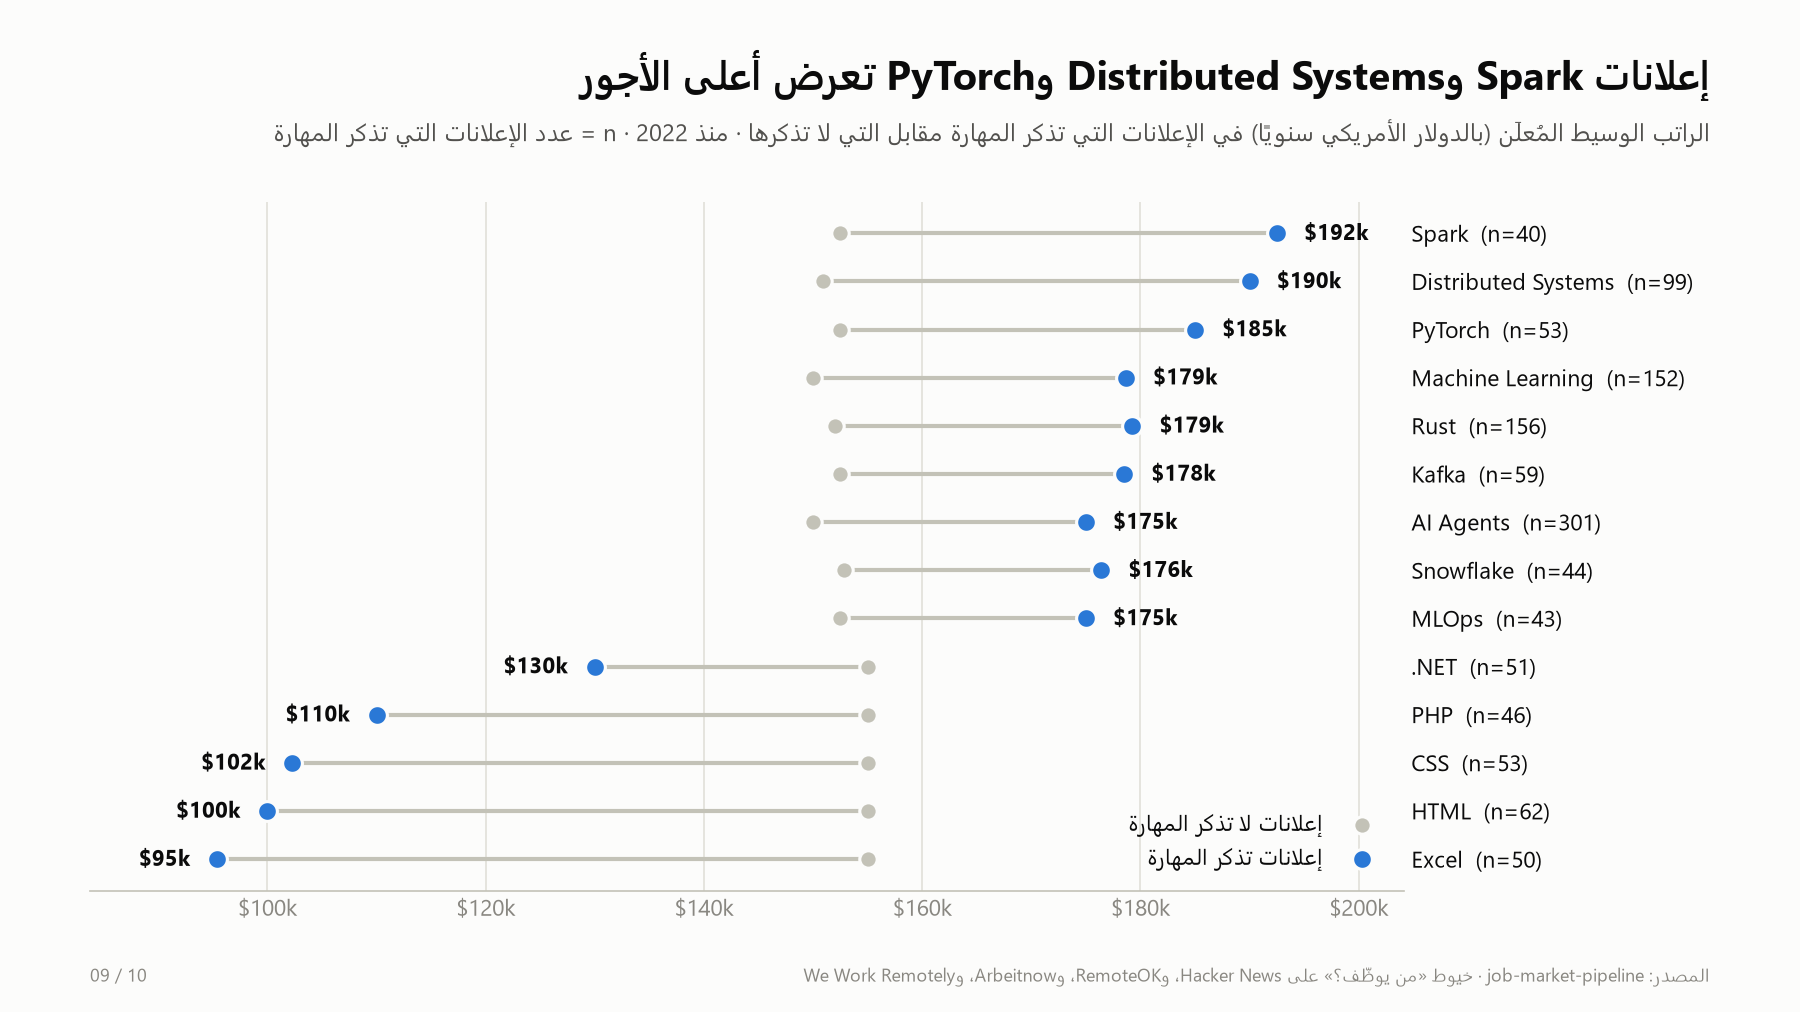 إعلانات Spark وDistributed Systems وPyTorch تعرض أعلى الأجور
الراتب الوسيط المُعلَن (بالدولار الأمريكي سنويًا) في الإعلانات التي تذكر المهارة مقابل التي لا تذكرها · منذ 2022 · n = عدد الإعلانات التي تذكر المهارة
$192k Spark (n=40)
$190k Distributed Systems (n=99)
$185k PyTorch (n=53)
$179k Machine Learning (n=152)
$179k Rust (n=156)
$178k Kafka (n=59)
$175k AI Agents (n=301)
$176k Snowflake (n=44)
$175k MLOps (n=43)
$130k .NET (n=51)
$110k PHP (n=46)
$102k CSS (n=53)
$100k HTML (n=62)
إعلانات لا تذكر المهارة
$95k Excel (n=50)
إعلانات تذكر المهارة
$100k $120k $140k $160k $180k $200k
المصدر: job-market-pipeline · خيوط «من يوظّف؟» على Hacker News، وRemoteOK، وArbeitnow، وWe Work Remotely
09 / 10